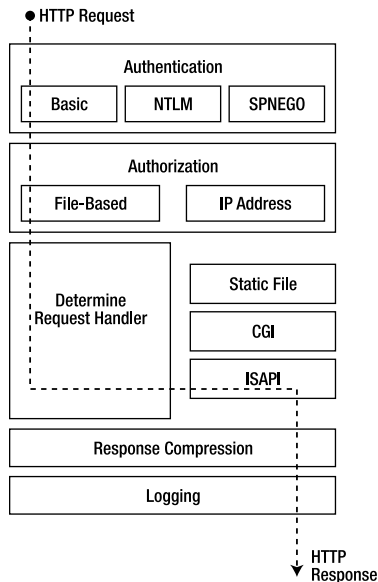 HTTP Request
Authentication
Basic
NTLM
SPNEGO
Authorization
File-Based
IP Address
Determine
Request Handler
Static File
CGI
ISAPI
Response Compression
Logging
HTTP
Response